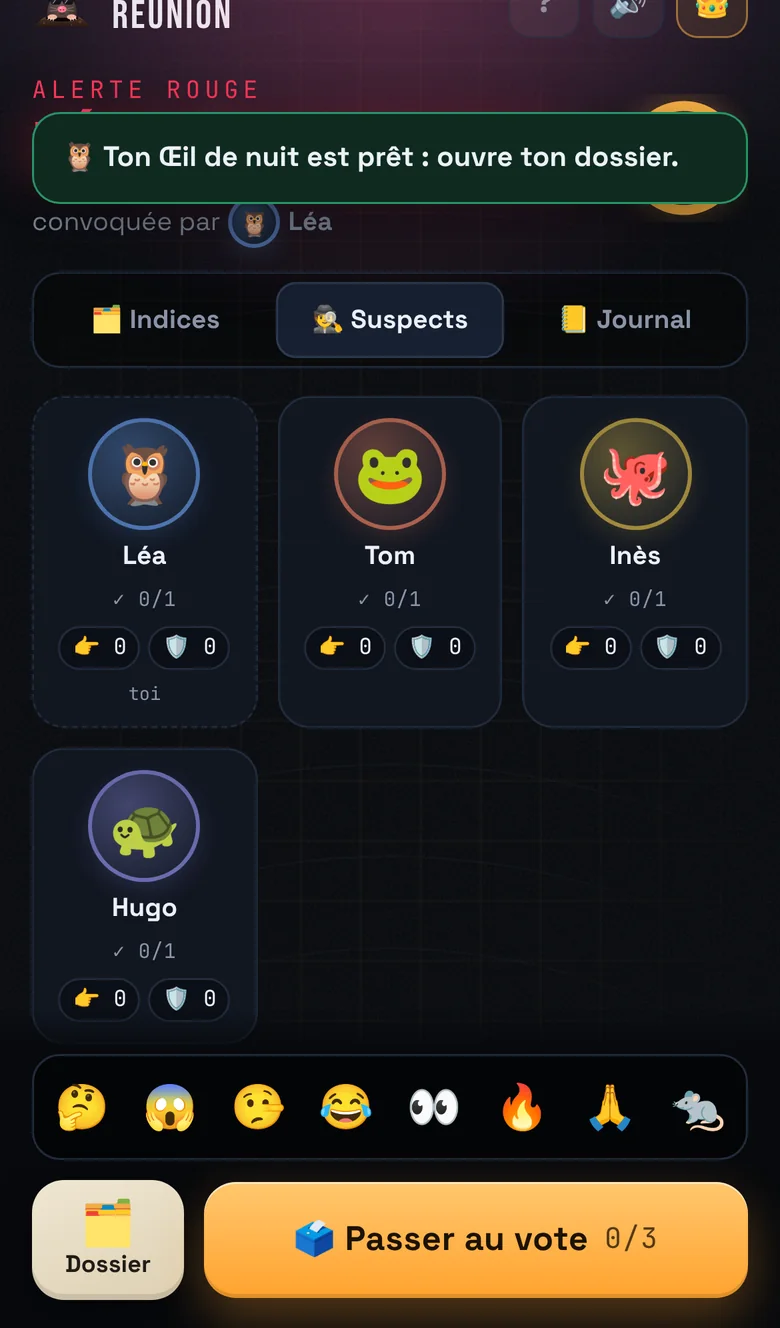 RÉUNION
?
ALERTE ROUGE
Ton Œil de nuit est prêt : ouvre ton dossier.
convoquée par Léa
Indices
Suspects
Journal
Léa
Tom
Inès
✓ 0/1
✓ 0/1
✓ 0/1
0 0
0 0
0 0
toi
Hugo
✓ 0/1
0 0
Dossier
Passer au vote 0/3